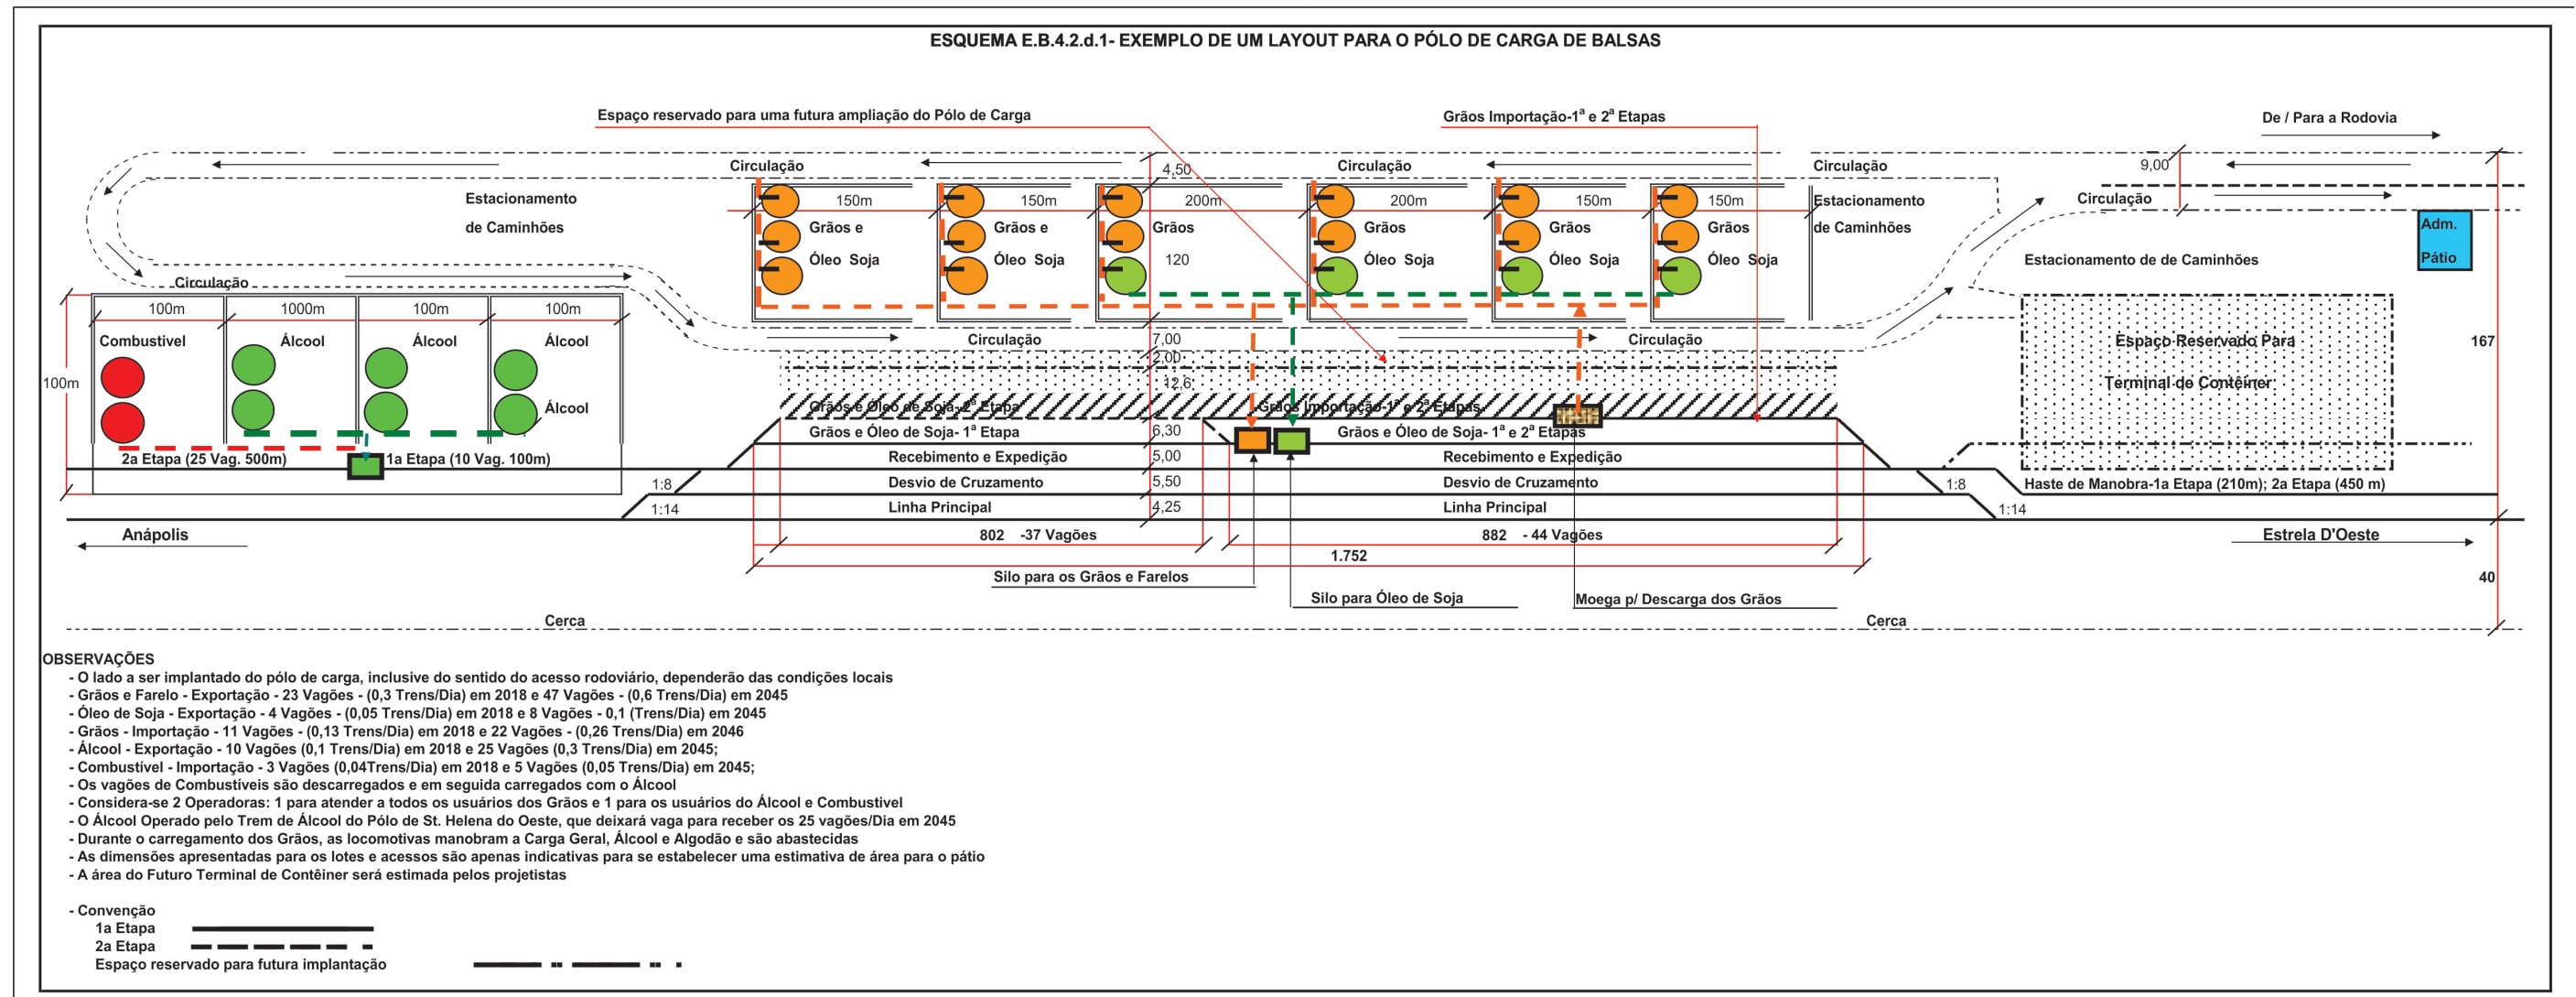 ESQUEMA E.B.4.2.d.1- EXEMPLO DE UM LAYOUT PARA O PÓLO DE CARGA DE BALSAS
Espaço reservado para uma futura ampliação do Pólo de Carga
Grãos Importação-1ª e 2ª Etapas
De / Para a Rodovia
Circulação
4,50
Circulação
Circulação
9,00
Estacionamento
de Caminhões
150m
150m
200m
200m
150m
150m
Estacionamento
de Caminhões
Circulação
Grãos e
Óleo Soja
Grãos e
Óleo Soja
Grãos
120
Grãos
Óleo Soja
Grãos
Óleo Soja
Grãos
Óleo Soja
Adm.
Pátio
Estacionamento de de Caminhões
Circulação
100m
1000m
100m
100m
Combustivel
Álcool
Álcool
Álcool
Álcool
100m
7,00
Circulação
Circulação
2,00
12,6
Espaço Reservado Para
Terminal de Contêiner
167
Grãos e Óleo de Soja- 2ª Etapa
Grãos Importação-1ª e 2ª Etapas
Grãos e Óleo de Soja- 1ª Etapa
6,30
Grãos e Óleo de Soja- 1ª e 2ª Etapas
2a Etapa (25 Vag. 500m)
1a Etapa (10 Vag. 100m)
Recebimento e Expedição
5,00
Recebimento e Expedição
1:8
Desvio de Cruzamento
5,50
Desvio de Cruzamento
1:8
Haste de Manobra-1a Etapa (210m); 2a Etapa (450 m)
1:14
Linha Principal
4,25
Linha Principal
1:14
Anápolis
802 -37 Vagões
882 - 44 Vagões
Estrela D'Oeste
1.752
Silo para os Grãos e Farelos
40
Silo para Óleo de Soja
Moega p/ Descarga dos Grãos
Cerca
Cerca
OBSERVAÇÕES
- O lado a ser implantado do pólo de carga, inclusive do sentido do acesso rodoviário, dependerão das condições locais
- Grãos e Farelo - Exportação - 23 Vagões - (0,3 Trens/Dia) em 2018 e 47 Vagões - (0,6 Trens/Dia) em 2045
- Óleo de Soja - Exportação - 4 Vagões - (0,05 Trens/Dia) em 2018 e 8 Vagões - 0,1 (Trens/Dia) em 2045
- Grãos - Importação - 11 Vagões - (0,13 Trens/Dia) em 2018 e 22 Vagões - (0,26 Trens/Dia) em 2046
- Álcool - Exportação - 10 Vagões (0,1 Trens/Dia) em 2018 e 25 Vagões (0,3 Trens/Dia) em 2045;
- Combustível - Importação - 3 Vagões (0,04Trens/Dia) em 2018 e 5 Vagões (0,05 Trens/Dia) em 2045;
- Os vagões de Combustíveis são descarregados e em seguida carregados com o Álcool
- Considera-se 2 Operadoras: 1 para atender a todos os usuários dos Grãos e 1 para os usuários do Álcool e Combustivel
- O Álcool Operado pelo Trem de Álcool do Pólo de St. Helena do Oeste, que deixará vaga para receber os 25 vagões/Dia em 2045
- Durante o carregamento dos Grãos, as locomotivas manobram a Carga Geral, Álcool e Algodão e são abastecidas
- As dimensões apresentadas para os lotes e acessos são apenas indicativas para se estabelecer uma estimativa de área para o pátio
- A área do Futuro Terminal de Contêiner será estimada pelos projetistas
- Convenção
1a Etapa
2a Etapa
Espaço reservado para futura implantação